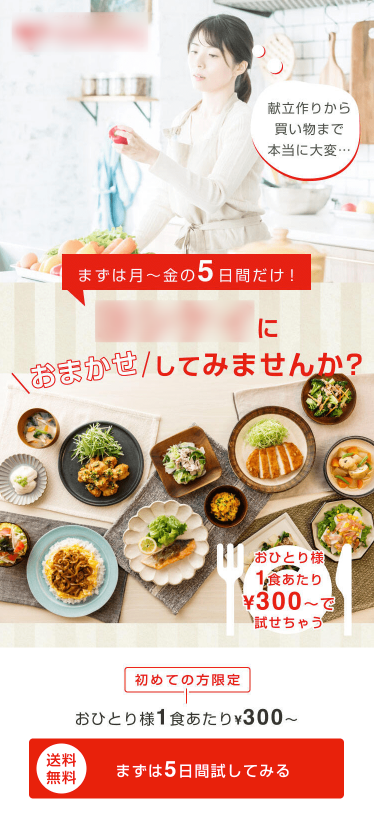 献立作りから
買い物まで
本当に大変…
まずは月～金の5日間だけ！
に
おまかせしてみませんか？
おひとり様
1食あたり
¥300～で
試せちゃう
初めての方限定
おひとり様1食あたり¥300～
送料
無料
まずは5日間試してみる